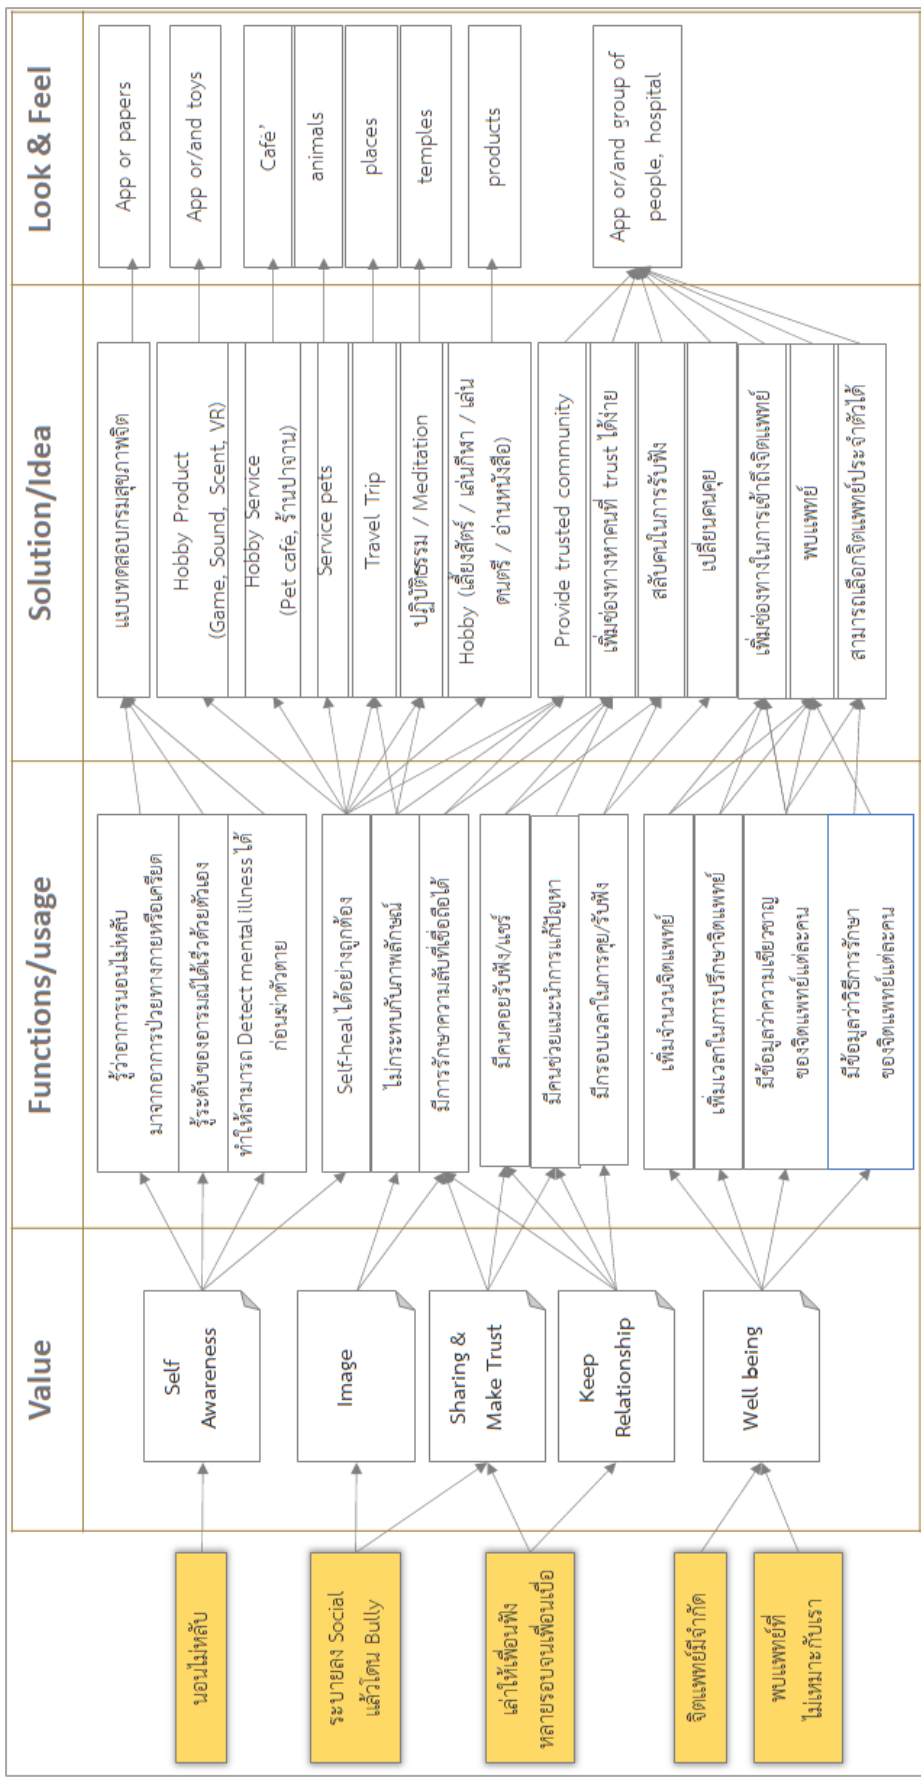 Value
Functions/usage
Solution/Idea
Look & Feel
นอนไม่หลับ
ระบายลง Social
แล้วโดน Bully
เล่าให้เพื่อนฟัง
หลายรอบจนเพื่อนเบื่อ
จิตแพทย์มีจำกัด
พบแพทย์ที่
ไม่เหมาะกับเรา
Self
Awareness
Image
Sharing &
Make Trust
Keep
Relationship
Well being
รู้ว่าอาการนอนไม่หลับ
มาจากอาการป่วยทางกายหรือเครียด
รู้ระดับของอารมณ์ได้เร็วด้วยตัวเอง
ทำให้สามารถ Detect mental illness ได้
ก่อนฆ่าตัวตาย
Self-heal ได้อย่างถูกต้อง
ไม่กระทบกับภาพลักษณ์
มีการรักษาความลับที่เชื่อถือได้
มีคนคอยรับฟัง/แชร์
มีคนช่วยแนะนำการแก้ปัญหา
มีกรอบเวลาในการคุย/รับฟัง
เพิ่มจำนวนจิตแพทย์
เพิ่มเวลาในการปรึกษาจิตแพทย์
มีข้อมูลว่าความเชี่ยวชาญ
ของจิตแพทย์แต่ละคน
มีข้อมูลว่าวิธีการรักษา
ของจิตแพทย์แต่ละคน
แบบทดสอบกรมสุขภาพจิต
Hobby Product
(Game, Sound, Scent, VR)
Hobby Service
(Pet café, ร้านปาจาน)
Service pets
Travel Trip
ปฏิบัติธรรม / Meditation
Hobby (เลี้ยงสัตว์ / เล่นกีฬา / เล่น
ดนตรี / อ่านหนังสือ)
Provide trusted community
เพิ่มช่องทางหาคนที่ trust ได้ง่าย
สลับคนในการรับฟัง
เปลี่ยนคนคุย
เพิ่มช่องทางในการเข้าถึงจิตแพทย์
พบแพทย์
สามารถเลือกจิตแพทย์ประจำตัวได้
App or papers
App or/and toys
Café'
animals
places
temples
products
App or/and group of
people, hospital